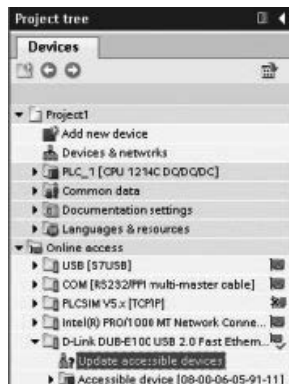 Project tree
Devices
Project1
Add new device
Devices & networks
PLC_1 [CPU 1214C DC/DC/DC]
Common data
Documentation settings
Languages & resources
Online access
USB [S7USB]
COM [RS232/PPI multi-master cable]
PLCSIM V5.x [TCP/IP]
Intel(R) PRO/1000 MT Network Conne...
D-Link DUB-E100 USB 2.0 Fast Ethern...
Update accessible devices
Accessible device [08-00-06-05-91-11]